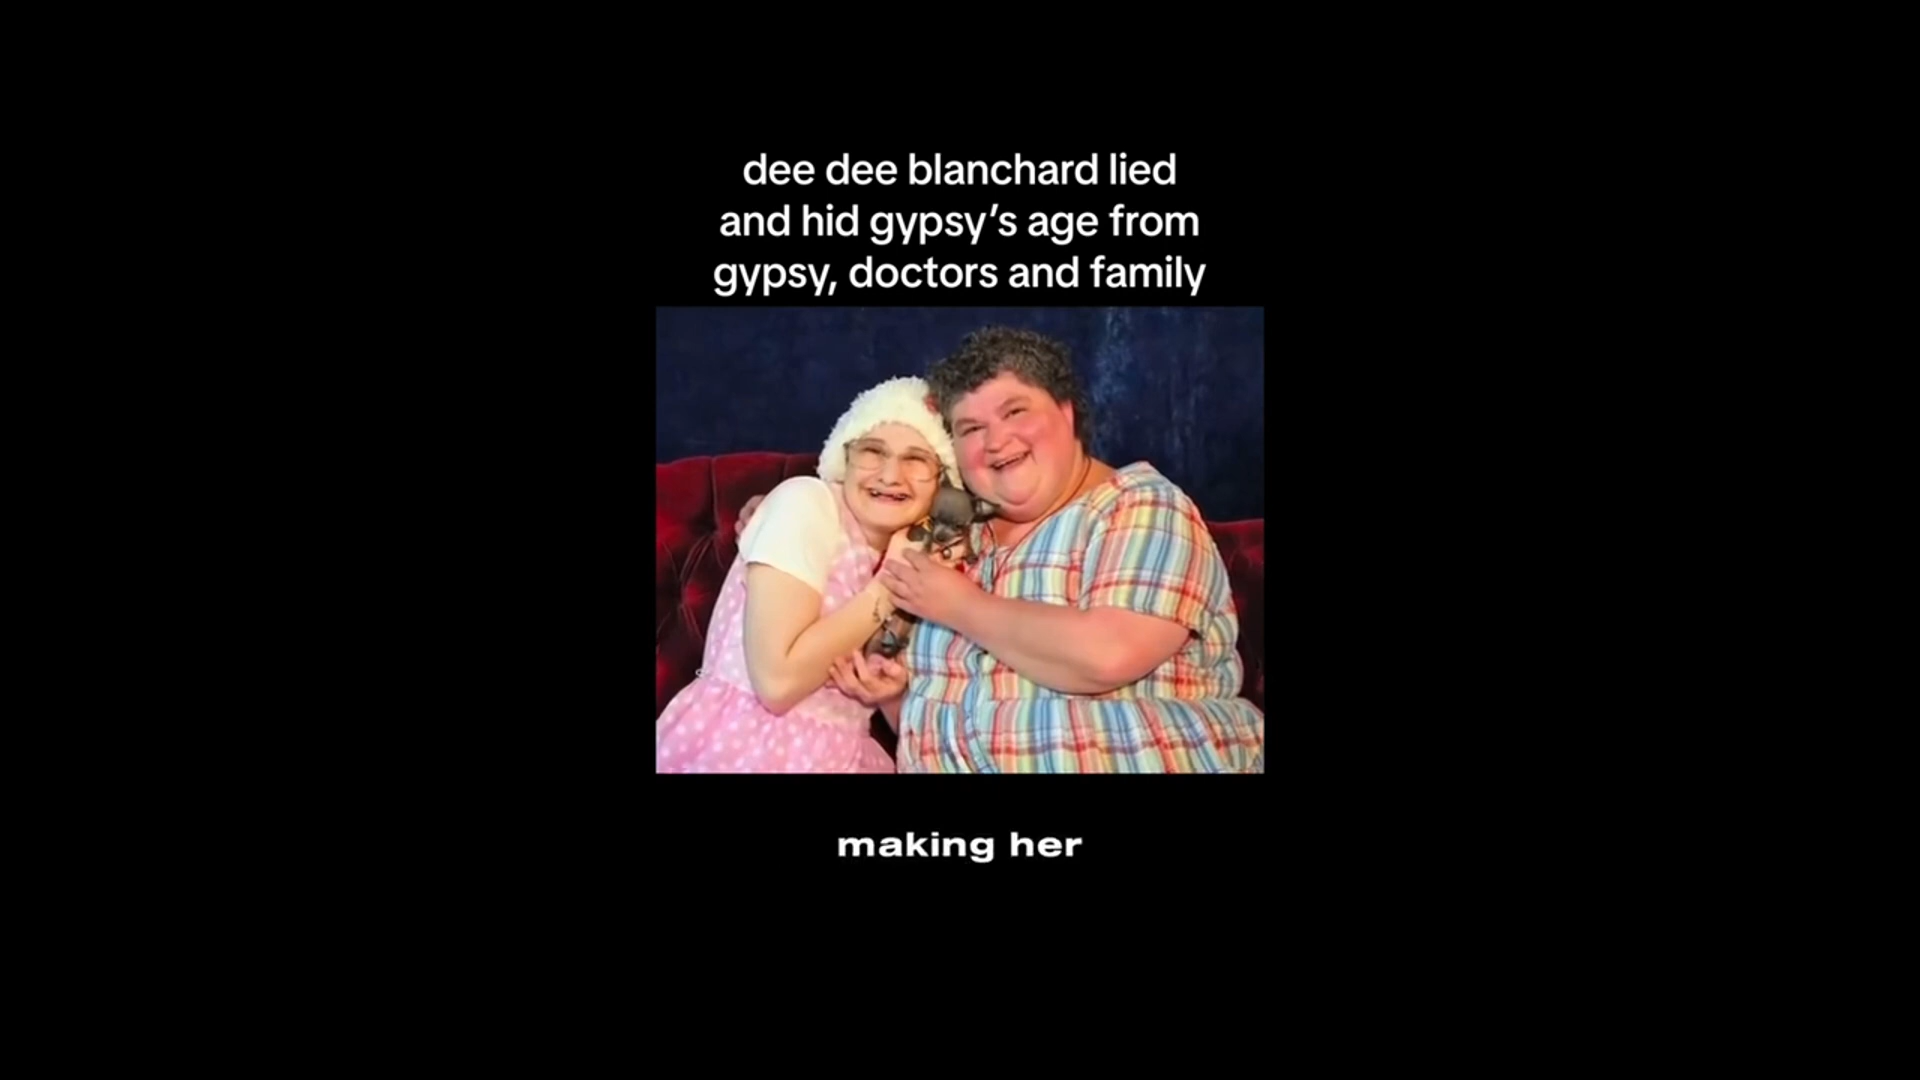 dee dee blanchard lied
and hid gypsy’s age from
gypsy, doctors and family
making her